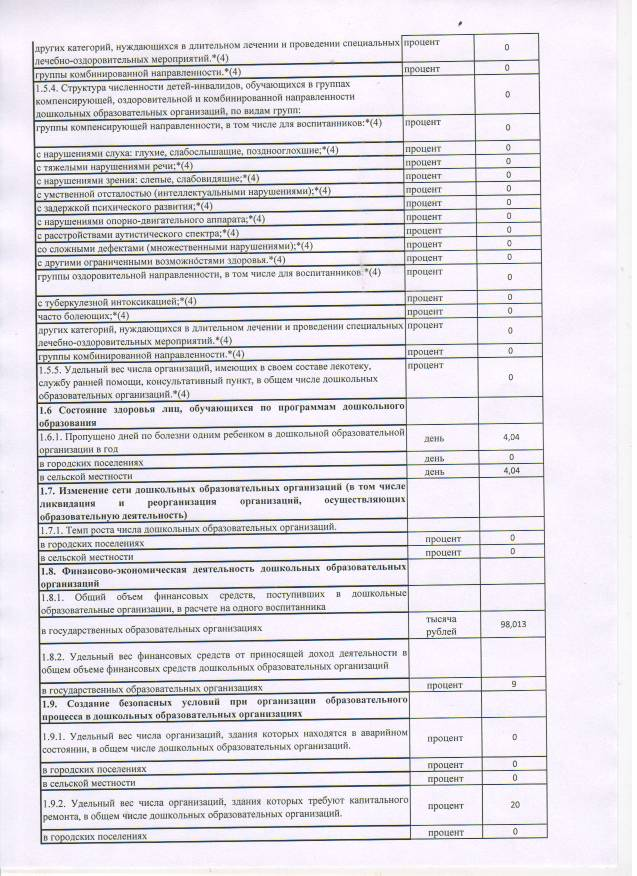 других категорий, нуждающихся в длительном лечении и проведении специальных процент 0
лечебно-оздоровительных мероприятий.*(4)
группы комбинированной направленности.*(4) процент 0
1.5.4. Структура численности детей-инвалидов, обучающихся в группах
компенсирующей, оздоровительной и комбинированной направленности 0
дошкольных образовательных организаций, по видам групп:
группы компенсирующей направленности, в том числе для воспитанников:*(4) процент 0
с нарушениями слуха: глухие, слабослышащие, позднооглохшие;*(4) процент 0
с тяжелыми нарушениями речи;*(4) процент 0
с нарушениями зрения: слепые, слабовидящие;*(4) процент 0
с умственной отсталостью (интеллектуальными нарушениями);*(4) процент 0
с задержкой психического развития;*(4) процент 0
с нарушениями опорно-двигательного аппарата;*(4) процент 0
с расстройствами аутистического спектра;*(4) процент 0
со сложными дефектами (множественными нарушениями);*(4) процент 0
с другими ограниченными возможностями здоровья.*(4) процент 0
группы оздоровительной направленности, в том числе для воспитанников:*(4) процент 0
с туберкулезной интоксикацией;*(4) процент 0
часто болеющих;*(4) процент 0
других категорий, нуждающихся в длительном лечении и проведении специальных процент 0
лечебно-оздоровительных мероприятий.*(4)
группы комбинированной направленности.*(4) процент 0
1.5.5. Удельный вес числа организаций, имеющих в своем составе лекотеку, процент
службу ранней помощи, консультативный пункт, в общем числе дошкольных 0
образовательных организаций.*(4)
1.6 Состояние здоровья лиц, обучающихся по программам дошкольного
образования
1.6.1. Пропущено дней по болезни одним ребенком в дошкольной образовательной день 4,04
организации в год
в городских поселениях день 0
в сельской местности день 4,04
1.7. Изменение сети дошкольных образовательных организаций (в том числе
ликвидация и реорганизация организаций, осуществляющих
образовательную деятельность)
1.7.1. Темп роста числа дошкольных образовательных организаций.
в городских поселениях процент 0
в сельской местности процент 0
1.8. Финансово-экономическая деятельность дошкольных образовательных
организаций
1.8.1. Общий объем финансовых средств, поступивших в дошкольные
образовательные организации, в расчете на одного воспитанника
в государственных образовательных организациях тысяча рублей 98,013
1.8.2. Удельный вес финансовых средств от приносящей доход деятельности в
общем объеме финансовых средств дошкольных образовательных организаций
в государственных образовательных организациях процент 9
1.9. Создание безопасных условий при организации образовательного
процесса в дошкольных образовательных организациях
1.9.1. Удельный вес числа организаций, здания которых находятся в аварийном процент 0
состоянии, в общем числе дошкольных образовательных организаций.
в городских поселениях процент 0
в сельской местности процент 0
1.9.2. Удельный вес числа организаций, здания которых требуют капитального процент 20
ремонта, в общем числе дошкольных образовательных организаций.
в городских поселениях процент 0